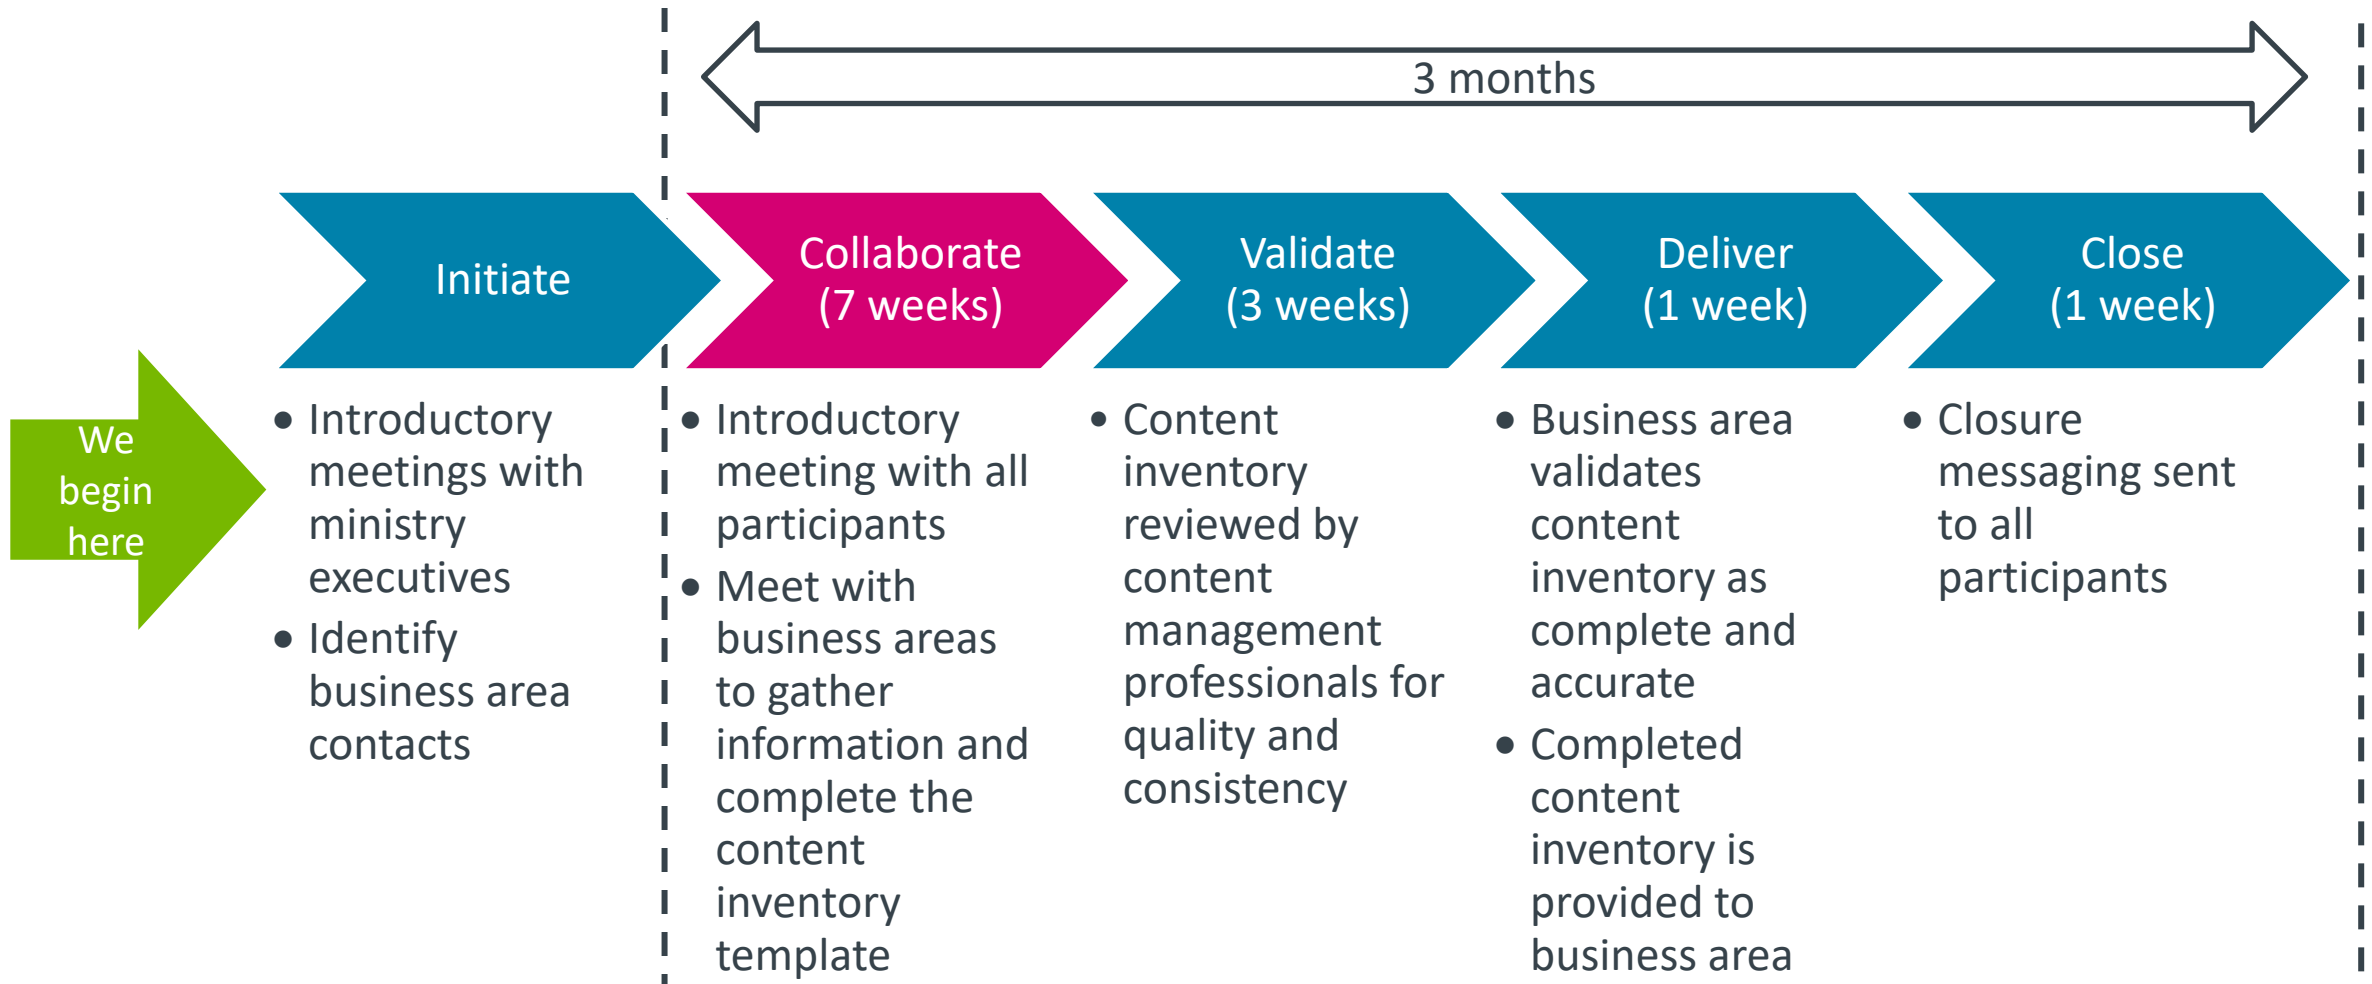 3 months
We
begin
here
Initiate
• Introductory
meetings with
ministry
executives
• Identify
business area
contacts
Collaborate
(7 weeks)
• Introductory
meeting with all
participants
• Meet with
business areas
to gather
information and
complete the
content
inventory
template
Validate
(3 weeks)
• Content
inventory
reviewed by
content
management
professionals for
quality and
consistency
Deliver
(1 week)
• Business area
validates
content
inventory as
complete and
accurate
• Completed
content
inventory is
provided to
business area
Close
(1 week)
• Closure
messaging sent
to all
participants